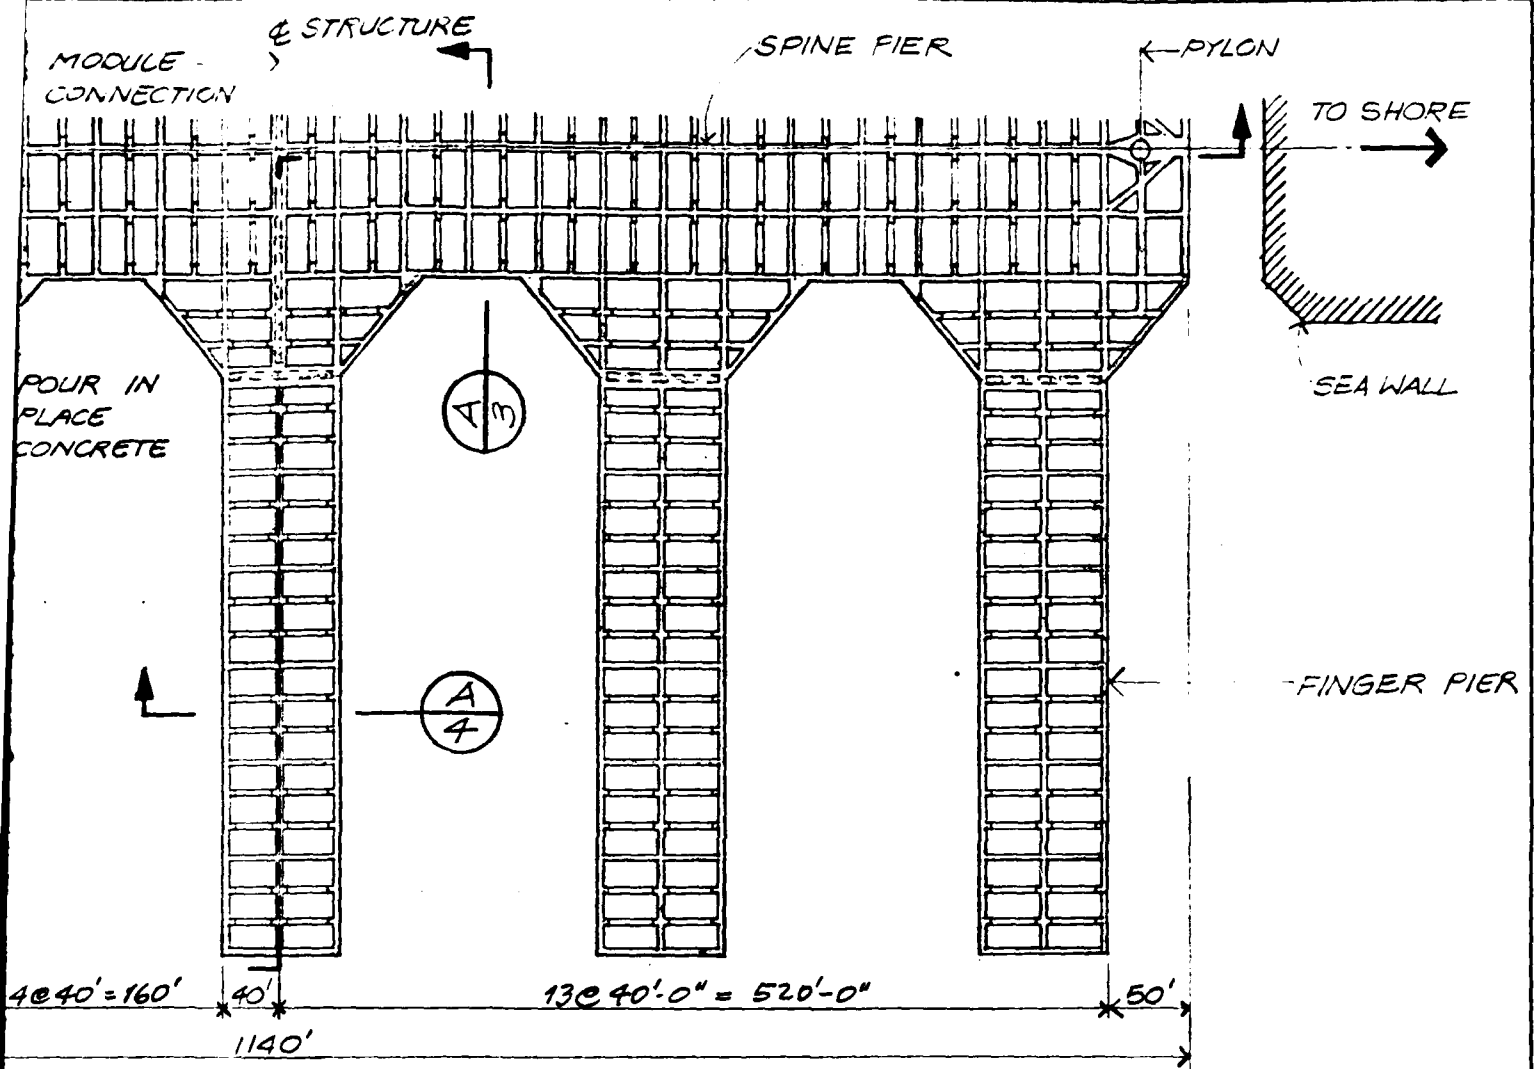 ℄ STRUCTURE
MODULE
CONNECTION
SPINE PIER
PYLON
TO SHORE
SEA WALL
POUR IN
PLACE
CONCRETE
A
3
A
4
FINGER PIER
4@40'=160'
40'
13@40'-0" = 520'-0"
50'
1140'